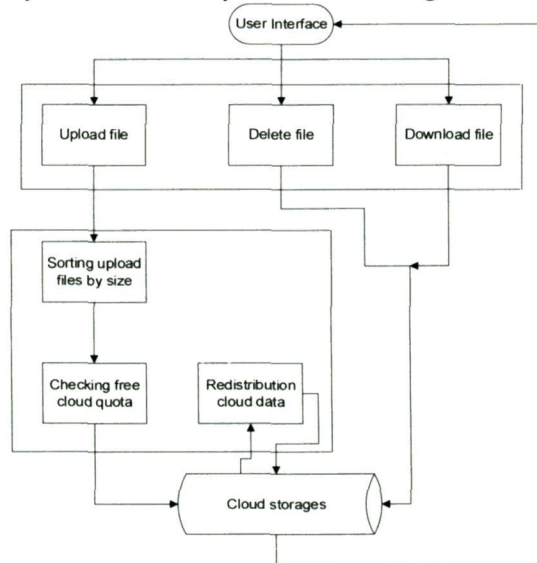 User Interface
Upload file
Delete file
Download file
Sorting upload
files by size
Checking free
cloud quota
Redistribution
cloud data
Cloud storages